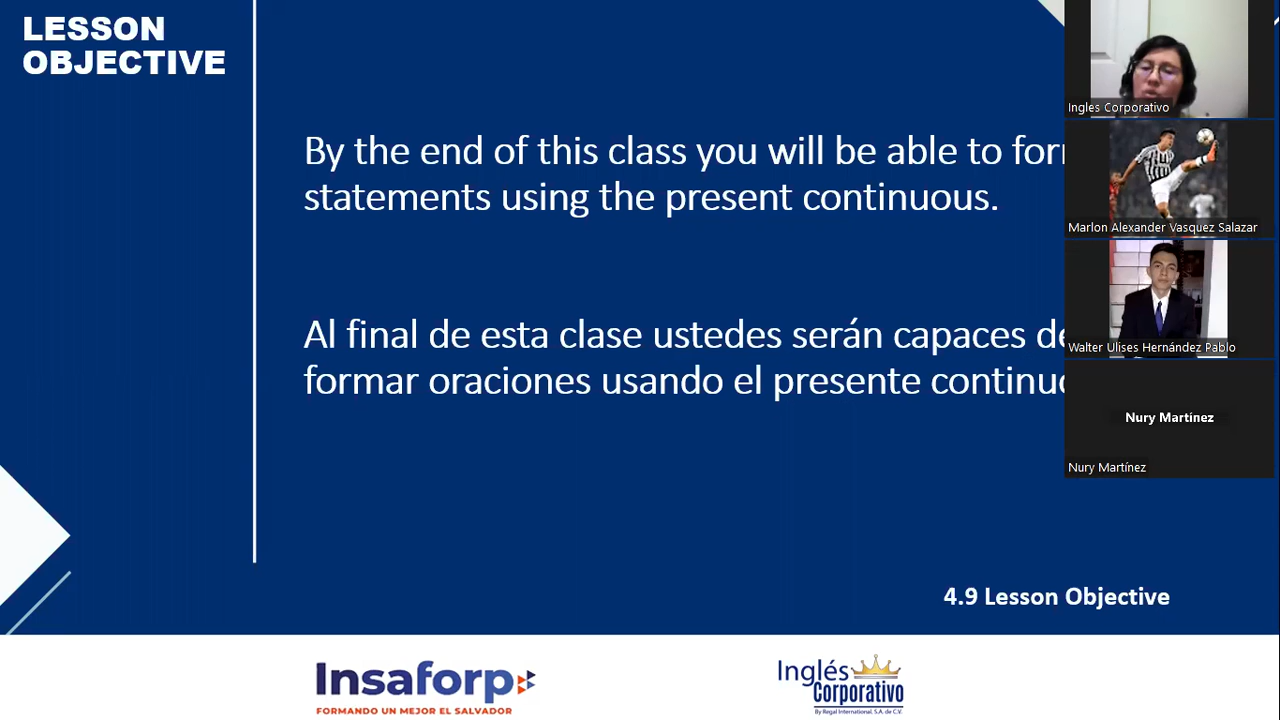 LESSON
OBJECTIVE
By the end of this class you will be able to
statements using the present continuous.
Al final de esta clase ustedes serán capaces
formar oraciones usando el presente
4.9 Lesson Objective
Insaforp
FORMANDO UN MEJOR EL SALVADOR
Inglés
Corporativo
By Regal International, S.A. de C.V.
Ingles Corporativo
Marlon Alexander Vasquez Salazar
Walter Ulises Hernández Pablo
Nury Martínez
Nury Martínez